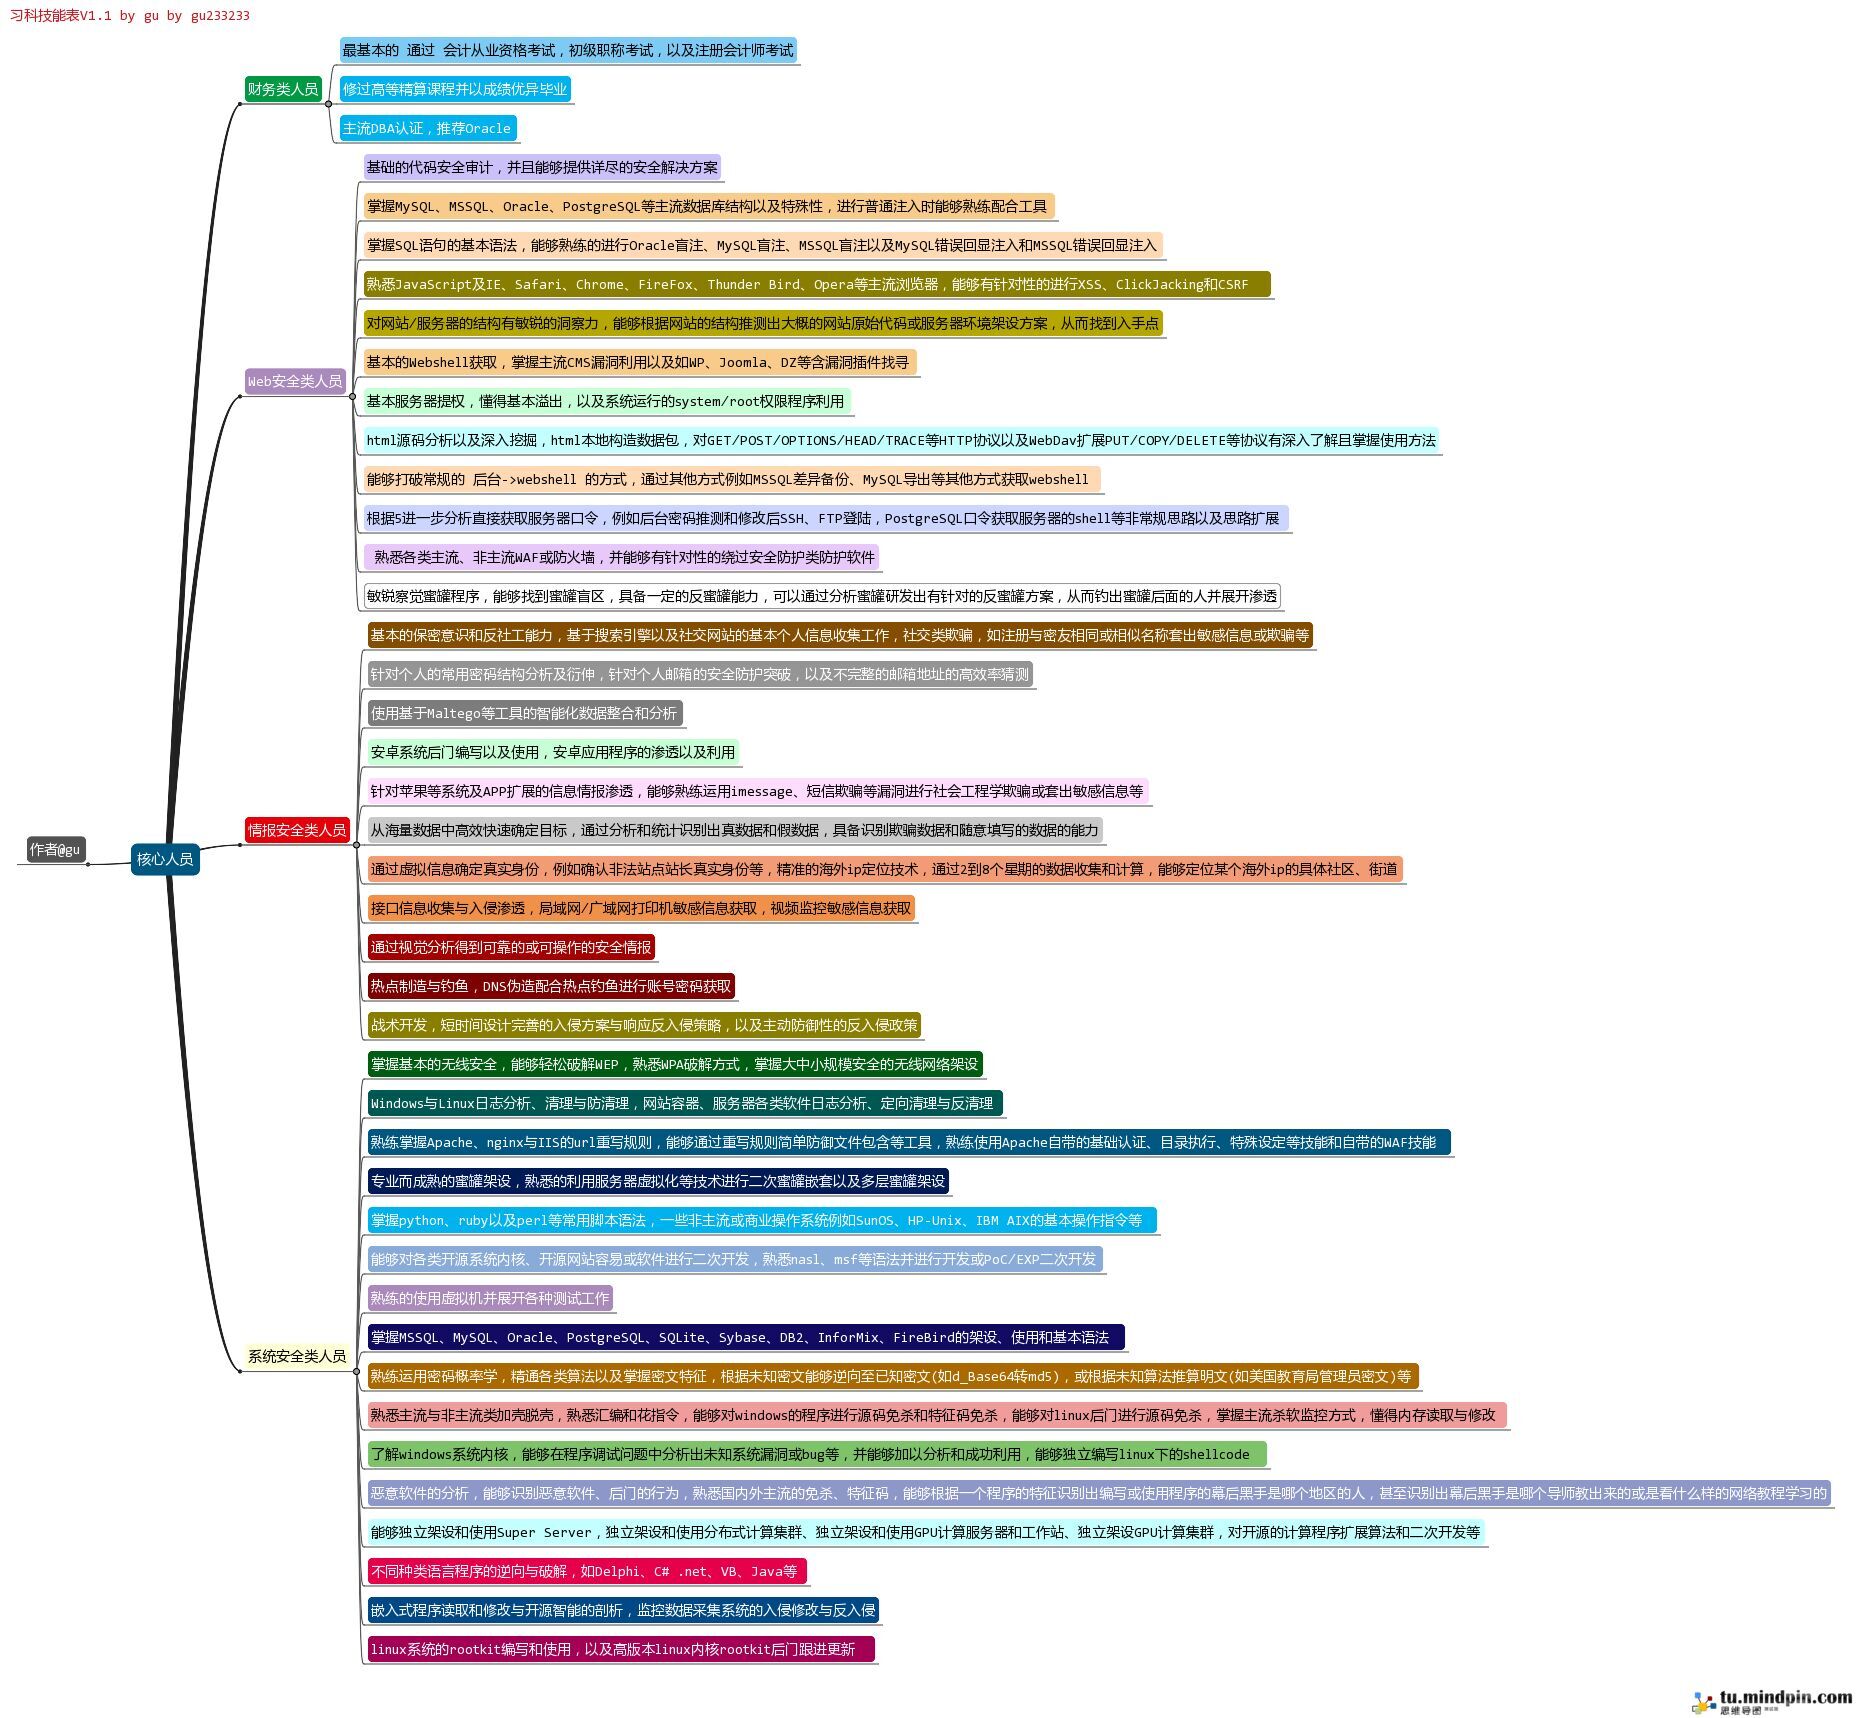 习科技能表V1.1 by gu by gu233233
最基本的 通过 会计从业资格考试，初级职称考试，以及注册会计师考试
财务类人员
修过高等精算课程并以成绩优异毕业
主流DBA认证，推荐Oracle
基础的代码安全审计，并且能够提供详尽的安全解决方案
掌握MySQL、MSSQL、Oracle、PostgreSQL等主流数据库结构以及特殊性，进行普通注入时能够熟练配合工具
掌握SQL语句的基本语法，能够熟练的进行Oracle盲注、MySQL盲注、MSSQL盲注以及MySQL错误回显注入和MSSQL错误回显注入
熟悉JavaScript及IE、Safari、Chrome、FireFox、Thunder Bird、Opera等主流浏览器，能够有针对性的进行XSS、ClickJacking和CSRF
对网站/服务器的结构有敏锐的洞察力，能够根据网站的结构推测出大概的网站原始代码或服务器环境架设方案，从而找到入手点
基本的Webshell获取，掌握主流CMS漏洞利用以及如WP、Joomla、DZ等含漏洞插件找寻
Web安全类人员
基本服务器提权，懂得基本溢出，以及系统运行的system/root权限程序利用
html源码分析以及深入挖掘，html本地构造数据包，对GET/POST/OPTIONS/HEAD/TRACE等HTTP协议以及WebDav扩展PUT/COPY/DELETE等协议有深入了解且掌握使用方法
能够打破常规的 后台->webshell 的方式，通过其他方式例如MSSQL差异备份、MySQL导出等其他方式获取webshell
根据5进一步分析直接获取服务器口令，例如后台密码推测和修改后SSH、FTP登陆，PostgreSQL口令获取服务器的shell等非常规思路以及思路扩展
熟悉各类主流、非主流WAF或防火墙，并能够有针对性的绕过安全防护类防护软件
敏锐察觉蜜罐程序，能够找到蜜罐盲区，具备一定的反蜜罐能力，可以通过分析蜜罐研发出有针对的反蜜罐方案，从而钓出蜜罐后面的人并展开渗透
基本的保密意识和反社工能力，基于搜索引擎以及社交网站的基本个人信息收集工作，社交类欺骗，如注册与密友相同或相似名称套出敏感信息或欺骗等
针对个人的常用密码结构分析及衍伸，针对个人邮箱的安全防护突破，以及不完整的邮箱地址的高效率猜测
使用基于Maltego等工具的智能化数据整合和分析
安卓系统后门编写以及使用，安卓应用程序的渗透以及利用
针对苹果等系统及APP扩展的信息情报渗透，能够熟练运用imessage、短信欺骗等漏洞进行社会工程学欺骗或套出敏感信息等
情报安全类人员
从海量数据中高效快速确定目标，通过分析和统计识别出真数据和假数据，具备识别欺骗数据和随意填写的数据的能力
作者@gu
核心人员
通过虚拟信息确定真实身份，例如确认非法站点站长真实身份等，精准的海外ip定位技术，通过2到8个星期的数据收集和计算，能够定位某个海外ip的具体社区、街道
接口信息收集与入侵渗透，局域网/广域网打印机敏感信息获取，视频监控敏感信息获取
通过视觉分析得到可靠的或可操作的安全情报
热点制造与钓鱼，DNS伪造配合热点钓鱼进行账号密码获取
战术开发，短时间设计完善的入侵方案与响应反入侵策略，以及主动防御性的反入侵政策
掌握基本的无线安全，能够轻松破解WEP，熟悉WPA破解方式，掌握大中小规模安全的无线网络架设
Windows与Linux日志分析、清理与防清理，网站容器、服务器各类软件日志分析、定向清理与反清理
熟练掌握Apache、nginx与IIS的url重写规则，能够通过重写规则简单防御文件包含等工具，熟练使用Apache自带的基础认证、目录执行、特殊设定等技能和自带的WAF技能
专业而成熟的蜜罐架设，熟悉的利用服务器虚拟化等技术进行二次蜜罐嵌套以及多层蜜罐架设
掌握python、ruby以及perl等常用脚本语法，一些非主流或商业操作系统例如SunOS、HP-Unix、IBM AIX的基本操作指令等
能够对各类开源系统内核、开源网站容易或软件进行二次开发，熟悉nasl、msf等语法并进行开发或PoC/EXP二次开发
熟练的使用虚拟机并展开各种测试工作
掌握MSSQL、MySQL、Oracle、PostgreSQL、SQLite、Sybase、DB2、InforMix、FireBird的架设、使用和基本语法
系统安全类人员
熟练运用密码概率学，精通各类算法以及掌握密文特征，根据未知密文能够逆向至已知密文(如d_Base64转md5)，或根据未知算法推算明文(如美国教育局管理员密文)等
熟悉主流与非主流类加壳脱壳，熟悉汇编和花指令，能够对windows的程序进行源码免杀和特征码免杀，能够对linux后门进行源码免杀，掌握主流杀软监控方式，懂得内存读取与修改
了解windows系统内核，能够在程序调试问题中分析出未知系统漏洞或bug等，并能够加以分析和成功利用，能够独立编写linux下的shellcode
恶意软件的分析，能够识别恶意软件、后门的行为，熟悉国内外主流的免杀、特征码，能够根据一个程序的特征识别出编写或使用程序的幕后黑手是哪个地区的人，甚至识别出幕后黑手是哪个导师教出来的或是看什么样的网络教程学习的
能够独立架设和使用Super Server，独立架设和使用分布式计算集群、独立架设和使用GPU计算服务器和工作站、独立架设GPU计算集群，对开源的计算程序扩展算法和二次开发等
不同种类语言程序的逆向与破解，如Delphi、C# .net、VB、Java等
嵌入式程序读取和修改与开源智能的剖析，监控数据采集系统的入侵修改与反入侵
linux系统的rootkit编写和使用，以及高版本linux内核rootkit后门跟进更新
tu.mindpin.com
思维导图